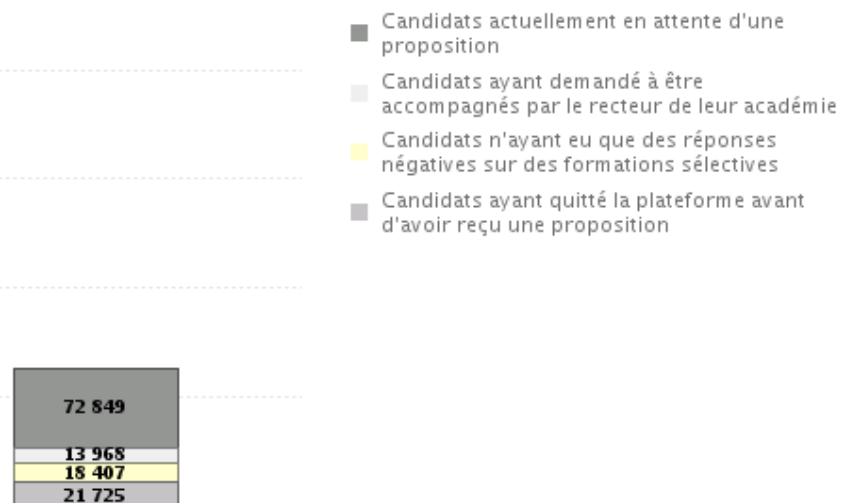 Candidats actuellement en attente d'une
proposition
Candidats ayant demandé à être
accompagnés par le recteur de leur académie
Candidats n'ayant eu que des réponses
négatives sur des formations sélectives
Candidats ayant quitté la plateforme avant
d'avoir reçu une proposition
72 849
13 968
18 407
21 725